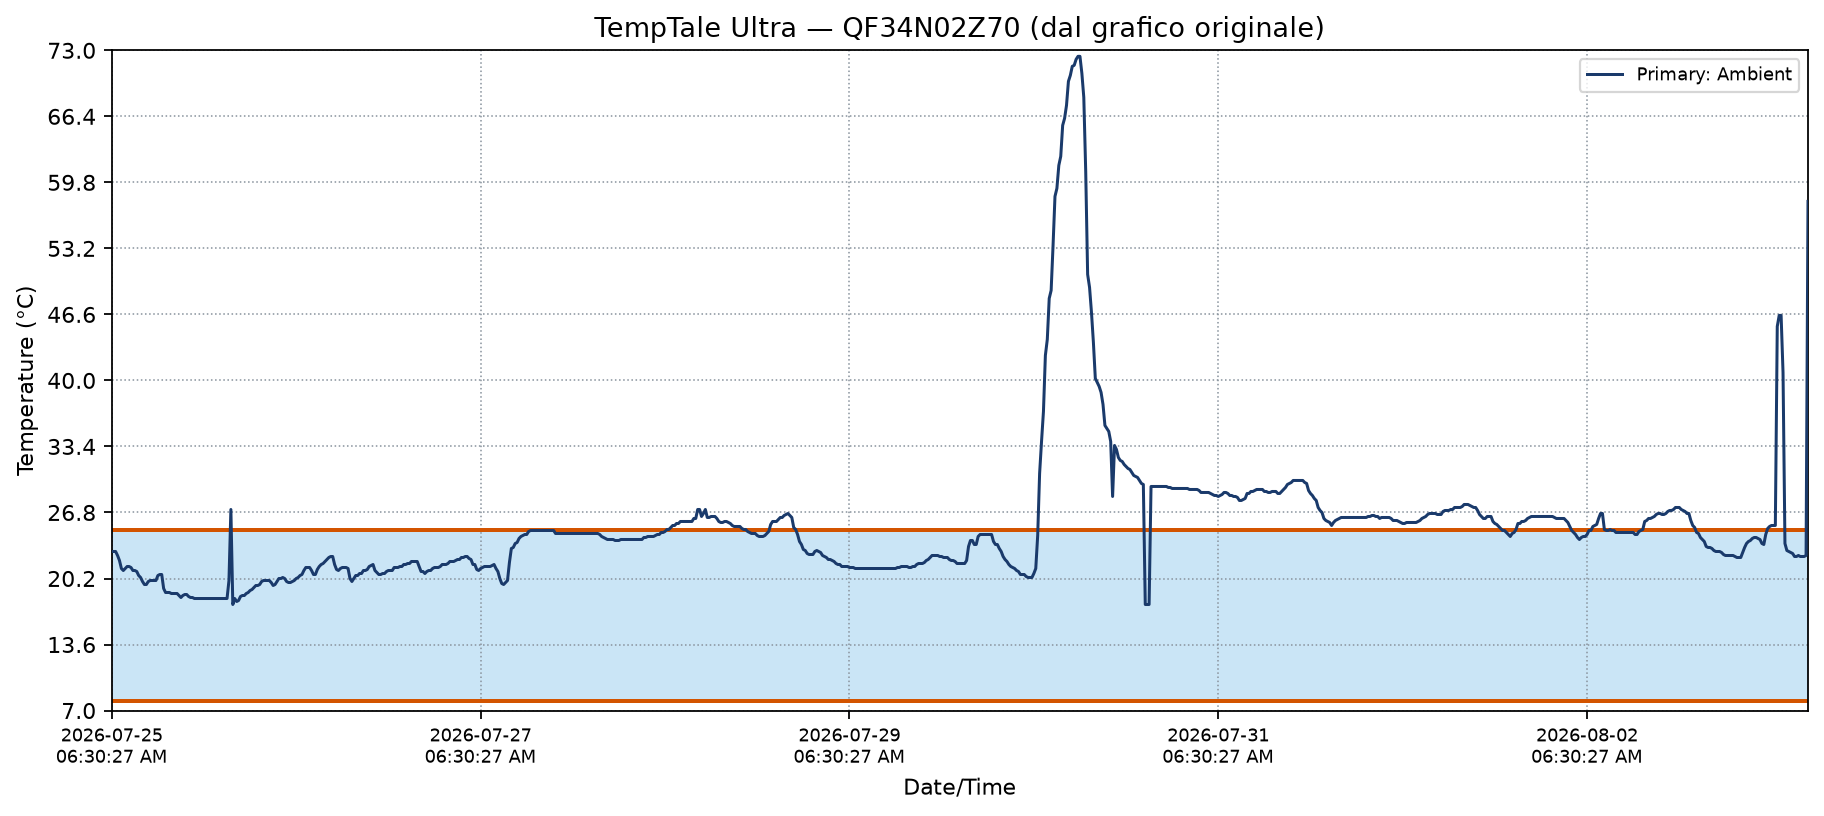 TempTale Ultra — QF34N02Z70 (dal grafico originale)
73.0
66.4
59.8
53.2
46.6
40.0
33.4
26.8
20.2
13.6
7.0
Temperature (°C)
Primary: Ambient
2026-07-25
06:30:27 AM
2026-07-27
06:30:27 AM
2026-07-29
06:30:27 AM
2026-07-31
06:30:27 AM
2026-08-02
06:30:27 AM
Date/Time